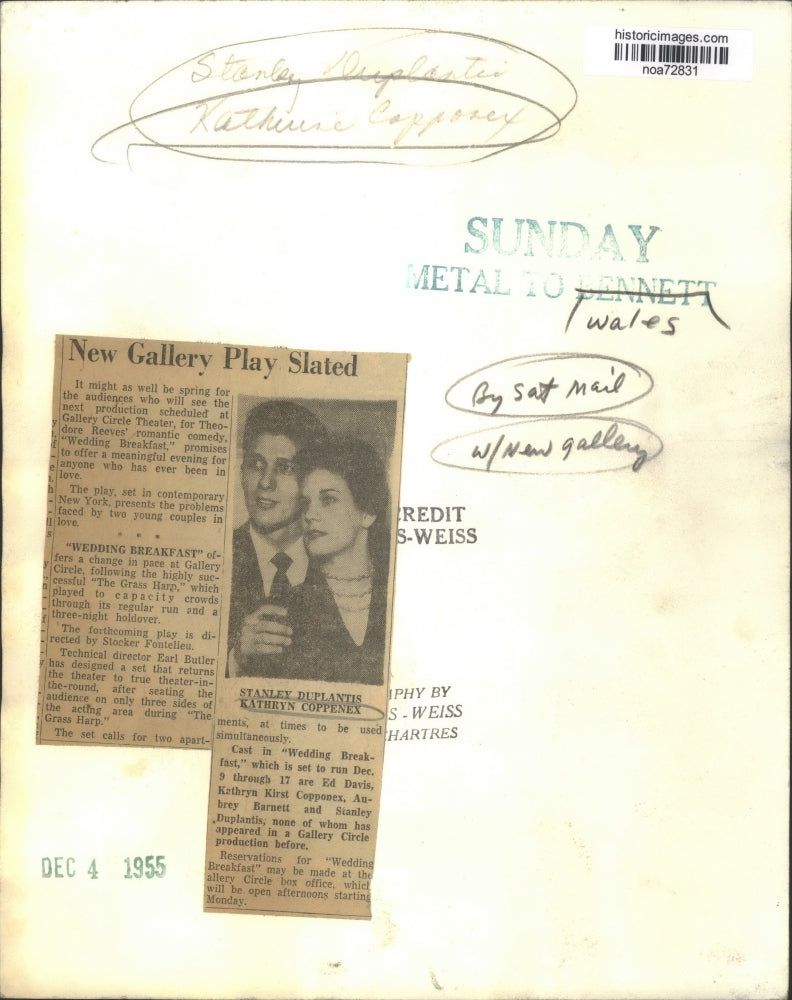 historicimages.com
noa72831
Stanley Duplantis
Katherine Copponex
SUNDAY
METAL TO BENNETT
Wales
By Sat Mail
w/New gallery
New Gallery Play Slated
It might as well be spring for
the audiences who will see the
next production scheduled at
Gallery Circle Theater, for Theo-
dore Reeves' romantic comedy,
"Wedding Breakfast," promises
to offer a meaningful evening for
anyone who has ever been in
love.
The play, set in contemporary
New York, presents the problems
faced by two young couples in
love.
* * *
"WEDDING BREAKFAST" of-
fers a change in pace at Gallery
Circle, following the highly suc-
cessful "The Grass Harp," which
played to capacity crowds
through its regular run and a
three-night holdover.
The forthcoming play is di-
rected by Stocker Fontelieu.
Technical director Earl Butler
has designed a set that returns
the theater to true theater-in-
the-round, after seating the
audience on only three sides of
the acting area during "The
Grass Harp."
The set calls for two apart-
STANLEY DUPLANTIS
KATHRYN COPPENEX
ments, at times to be used
simultaneously.
Cast in "Wedding Break-
fast," which is set to run Dec.
9 through 17 are Ed Davis,
Kathryn Kirst Copponex, Au-
brey Barnett and Stanley
Duplantis, none of whom has
appeared in a Gallery Circle
production before.
Reservations for "Wedding
Breakfast" may be made at the
allery Circle box office, which
will be open afternoons starting
Monday.
CREDIT
S-WEISS
PHY BY
S - WEISS
HARTRES
DEC 4 1955